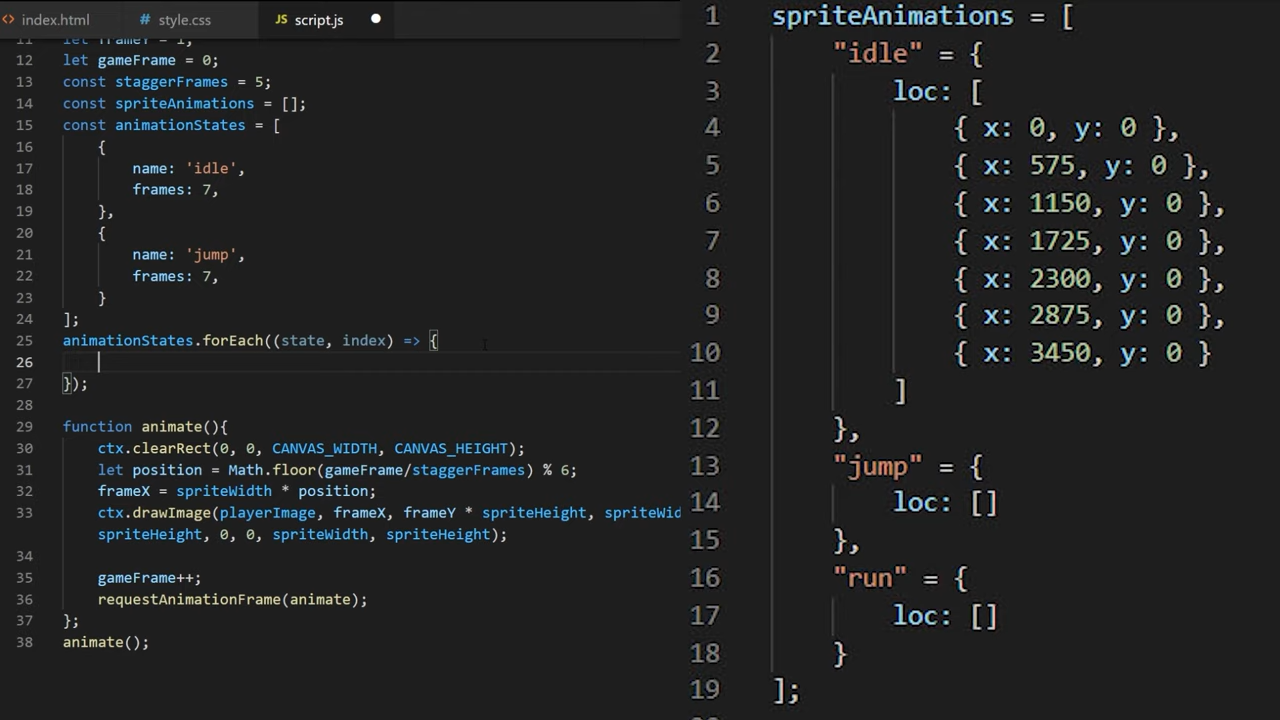 index.html
style.css
JS script.js
11 let frameY = 1;
12 let gameFrame = 0;
13 const staggerFrames = 5;
14 const spriteAnimations = [];
15 const animationStates = [
16 {
17 name: 'idle',
18 frames: 7,
19 },
20 {
21 name: 'jump',
22 frames: 7,
23 }
24 ];
25 animationStates.forEach((state, index) => {
26
27 });
28
29 function animate(){
30 ctx.clearRect(0, 0, CANVAS_WIDTH, CANVAS_HEIGHT);
31 let position = Math.floor(gameFrame/staggerFrames) % 6;
32 frameX = spriteWidth * position;
33 ctx.drawImage(playerImage, frameX, frameY * spriteHeight, spriteWid
spriteHeight, 0, 0, spriteWidth, spriteHeight);
34
35 gameFrame++;
36 requestAnimationFrame(animate);
37 };
38 animate();
1 spriteAnimations = [
2 "idle" = {
3 loc: [
4 { x: 0, y: 0 },
5 { x: 575, y: 0 },
6 { x: 1150, y: 0 },
7 { x: 1725, y: 0 },
8 { x: 2300, y: 0 },
9 { x: 2875, y: 0 },
10 { x: 3450, y: 0 }
11 ]
12 },
13 "jump" = {
14 loc: []
15 },
16 "run" = {
17 loc: []
18 }
19 ];